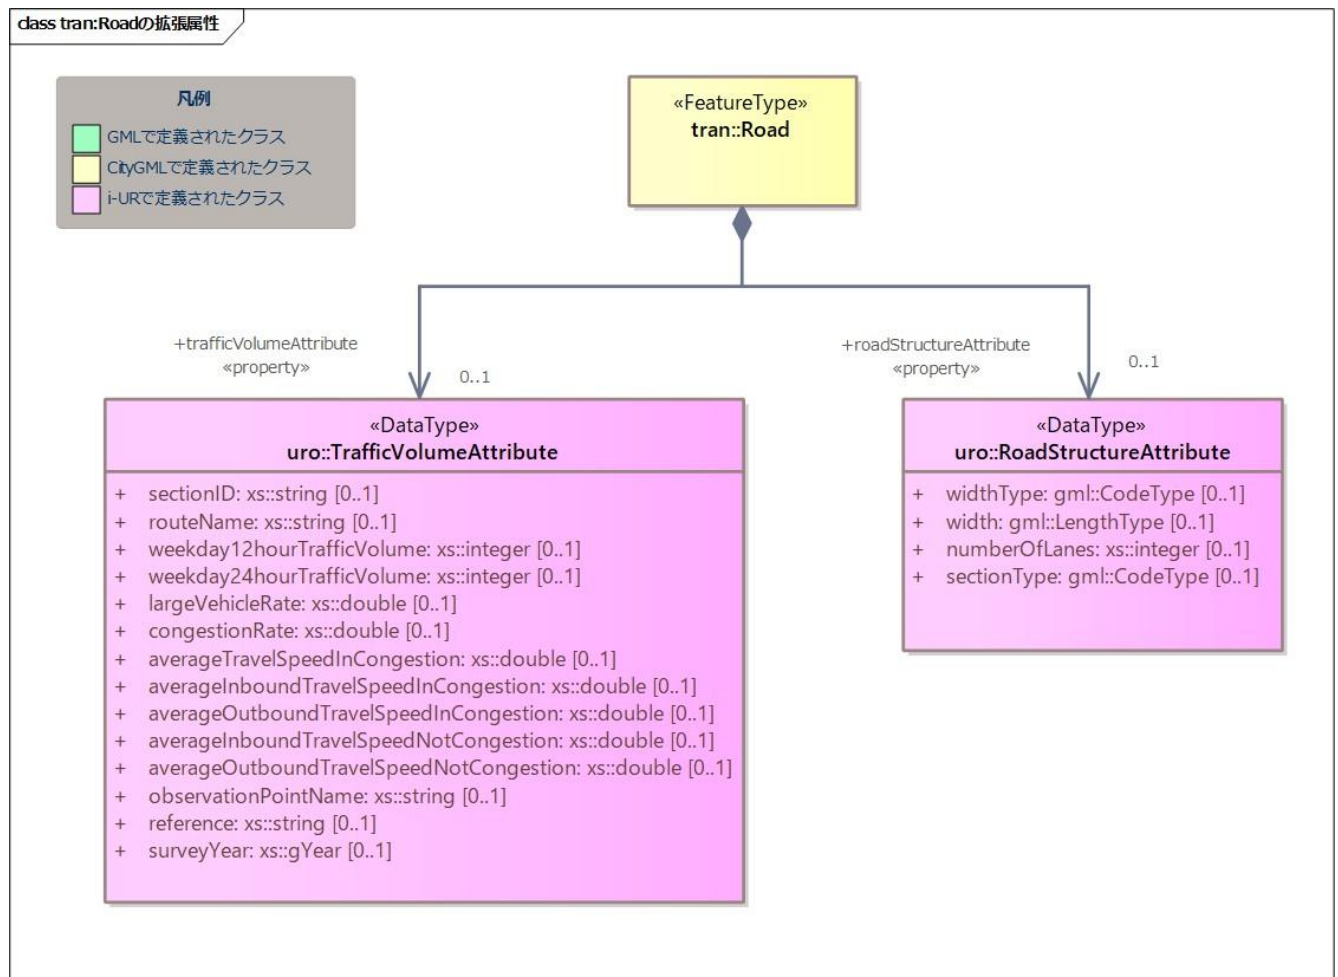 class tran:Roadの拡張属性
凡例
GMLで定義されたクラス
CityGMLで定義されたクラス
i-URで定義されたクラス
«FeatureType»
tran::Road
+trafficVolumeAttribute
«property»
0..1
+roadStructureAttribute
«property»
0..1
«DataType»
uro::TrafficVolumeAttribute
+ sectionID: xs::string [0..1]
+ routeName: xs::string [0..1]
+ weekday12hourTrafficVolume: xs::integer [0..1]
+ weekday24hourTrafficVolume: xs::integer [0..1]
+ largeVehicleRate: xs::double [0..1]
+ congestionRate: xs::double [0..1]
+ averageTravelSpeedInCongestion: xs::double [0..1]
+ averageInboundTravelSpeedInCongestion: xs::double [0..1]
+ averageOutboundTravelSpeedInCongestion: xs::double [0..1]
+ averageInboundTravelSpeedNotCongestion: xs::double [0..1]
+ averageOutboundTravelSpeedNotCongestion: xs::double [0..1]
+ observationPointName: xs::string [0..1]
+ reference: xs::string [0..1]
+ surveyYear: xs::gYear [0..1]
«DataType»
uro::RoadStructureAttribute
+ widthType: gml::CodeType [0..1]
+ width: gml::LengthType [0..1]
+ numberOfLanes: xs::integer [0..1]
+ sectionType: gml::CodeType [0..1]